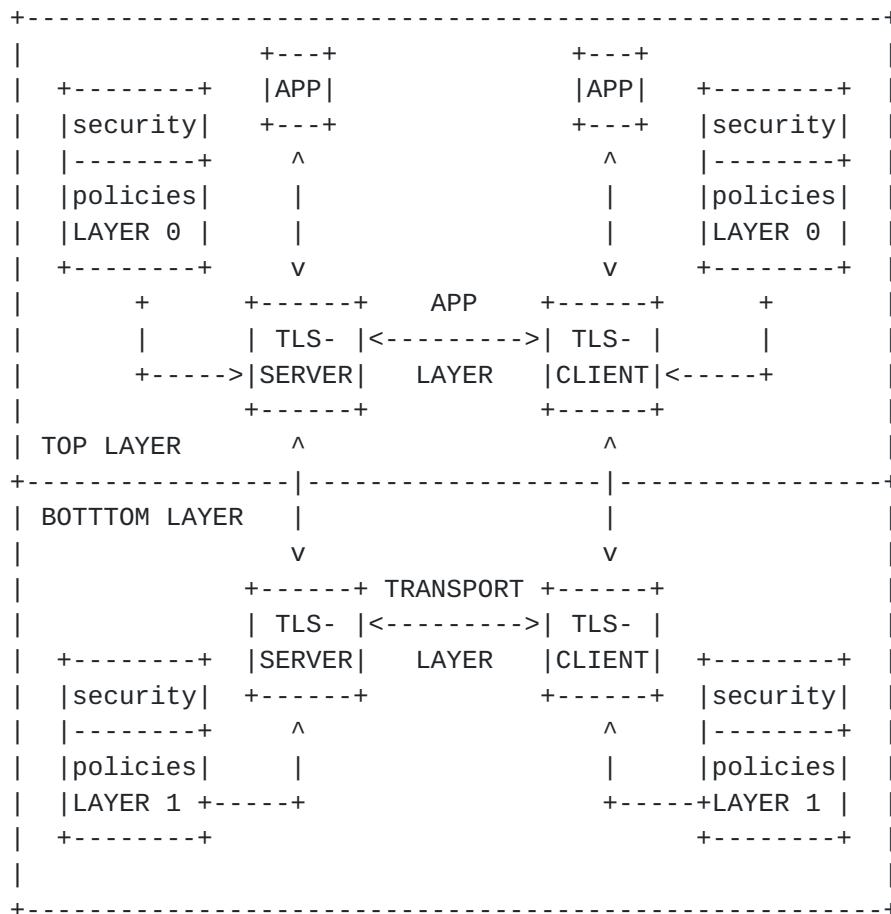 +--------------------------------------------------------+
|               +---+               +---+                |
|  +--------+   |APP|               |APP|   +--------+   |
|  |security|   +---+               +---+   |security|   |
|  |--------+     ^                   ^     |--------+   |
|  |policies|     |                   |     |policies|   |
|  |LAYER 0 |     |                   |     |LAYER 0 |   |
|  +--------+     v                   v     +--------+   |
|       +      +------+    APP    +------+      +        |
|       |      | TLS- |<--------->| TLS- |      |        |
|       +----->|SERVER|   LAYER   |CLIENT|<-----+        |
|              +------+           +------+               |
| TOP LAYER       ^                   ^                  |
+-----------------|-------------------|------------------+
| BOTTTOM LAYER   |                   |                  |
|                 v                   v                  |
|              +------+ TRANSPORT +------+               |
|              | TLS- |<--------->| TLS- |               |
|  +--------+  |SERVER|   LAYER   |CLIENT|  +--------+   |
|  |security|  +------+           +------+  |security|   |
|  |--------+     ^                   ^     |--------+   |
|  |policies|     |                   |     |policies|   |
|  |LAYER 1 +-----+                   +-----+LAYER 1 |   |
|  +--------+                               +--------+   |
|                                                        |
+--------------------------------------------------------+